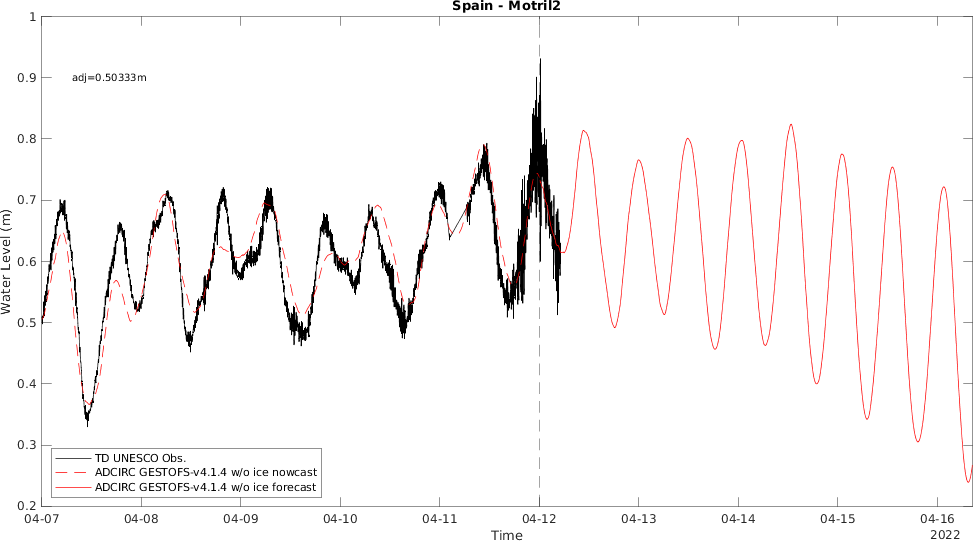 Spain - Motril2
1
0.9
0.8
0.7
0.6
0.5
0.4
0.3
0.2
Water Level (m)
adj=0.50333m
TD UNESCO Obs.
ADCIRC GESTOFS-v4.1.4 w/o ice nowcast
ADCIRC GESTOFS-v4.1.4 w/o ice forecast
04-07 04-08 04-09 04-10 04-11 04-12 04-13 04-14 04-15 04-16
Time
2022